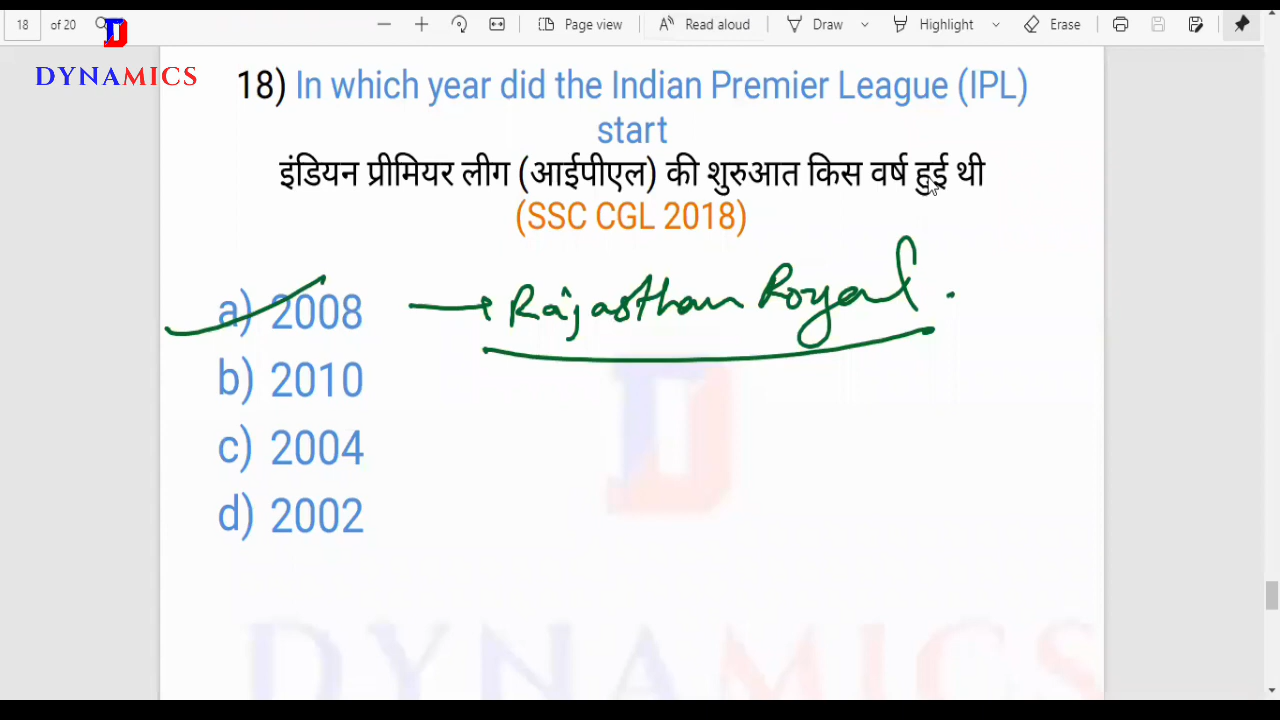 18 of 20 Page view Read aloud Draw Highlight Erase
DYNAMICS
18) In which year did the Indian Premier League (IPL)
start
इंडियन प्रीमियर लीग (आईपीएल) की शुरुआत किस वर्ष हुई थी
(SSC CGL 2018)
a) 2008 → Rajasthan Royal .
b) 2010
c) 2004
d) 2002
DYNAMICS